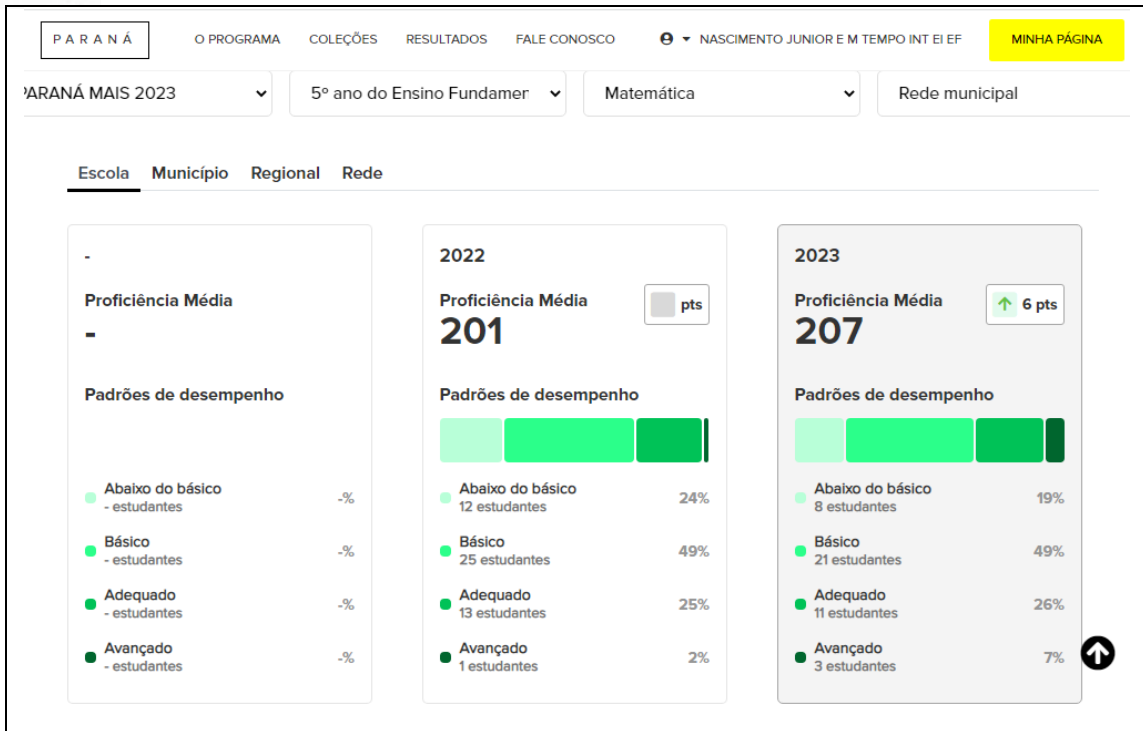 PARANÁ O PROGRAMA COLEÇÕES RESULTADOS FALE CONOSCO NASCIMENTO JUNIOR E M TEMPO INT EI EF MINHA PÁGINA
PARANÁ MAIS 2023 5º ano do Ensino Fundamer Matemática Rede municipal
Escola Município Regional Rede
-
Proficiência Média
-
Padrões de desempenho
Abaixo do básico -%
- estudantes
Básico -%
- estudantes
Adequado -%
- estudantes
Avançado -%
- estudantes
2022
Proficiência Média pts
201
Padrões de desempenho
Abaixo do básico 24%
12 estudantes
Básico 49%
25 estudantes
Adequado 25%
13 estudantes
Avançado 2%
1 estudantes
2023
Proficiência Média 6 pts
207
Padrões de desempenho
Abaixo do básico 19%
8 estudantes
Básico 49%
21 estudantes
Adequado 26%
11 estudantes
Avançado 7%
3 estudantes